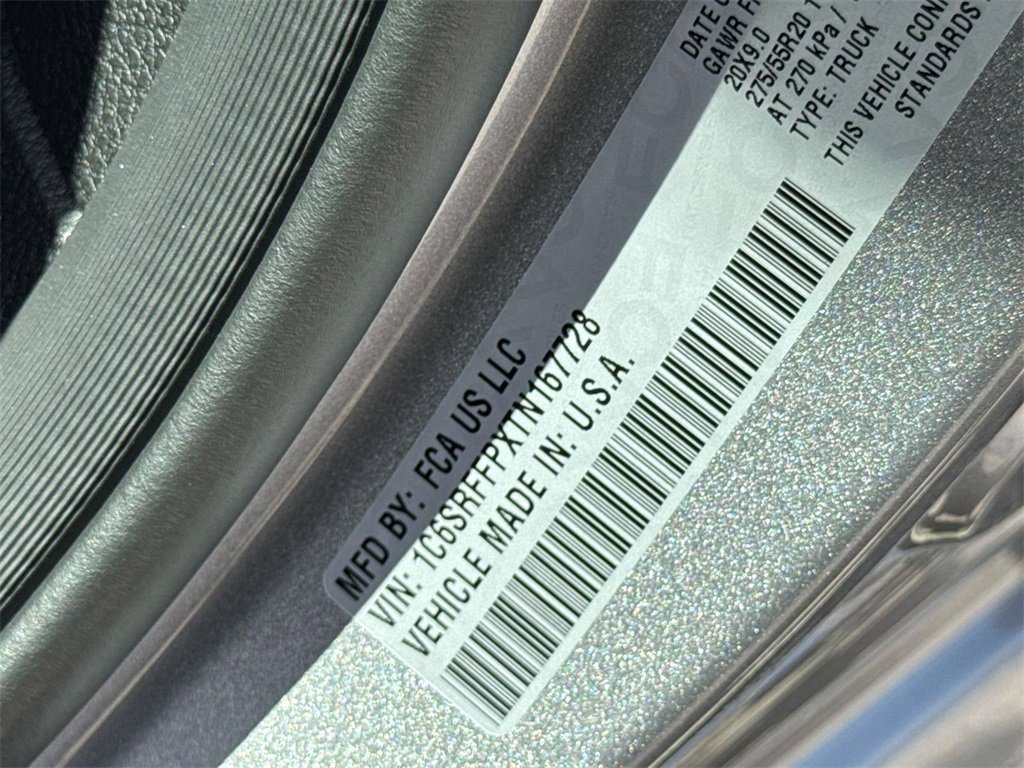 MFD BY: FCA US LLC
DATE O
GAWR F
20X9.0
275/55R20 1
AT 270 kPa /
TYPE: TRUCK
THIS VEHICLE CON
STANDARDS
VIN: 1C6SRFFPXTN167728
VEHICLE MADE IN: U.S.A.